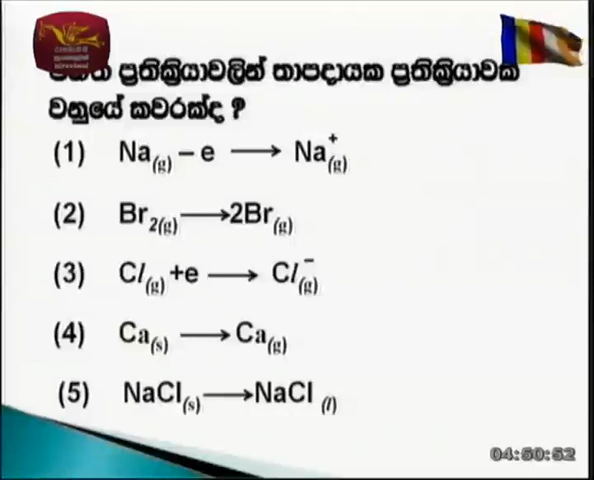 ප්‍රතික්‍රියාවලින් තාපදායක ප්‍රතික්‍රියාවක්
වනුයේ කවරක්ද ?
(1) Na(g) – e ⟶ Na⁺(g)
(2) Br2(g) ⟶ 2Br(g)
(3) Cl(g) +e ⟶ Cl⁻(g)
(4) Ca(s) ⟶ Ca(g)
(5) NaCl(s) ⟶ NaCl (l)
04:50:52